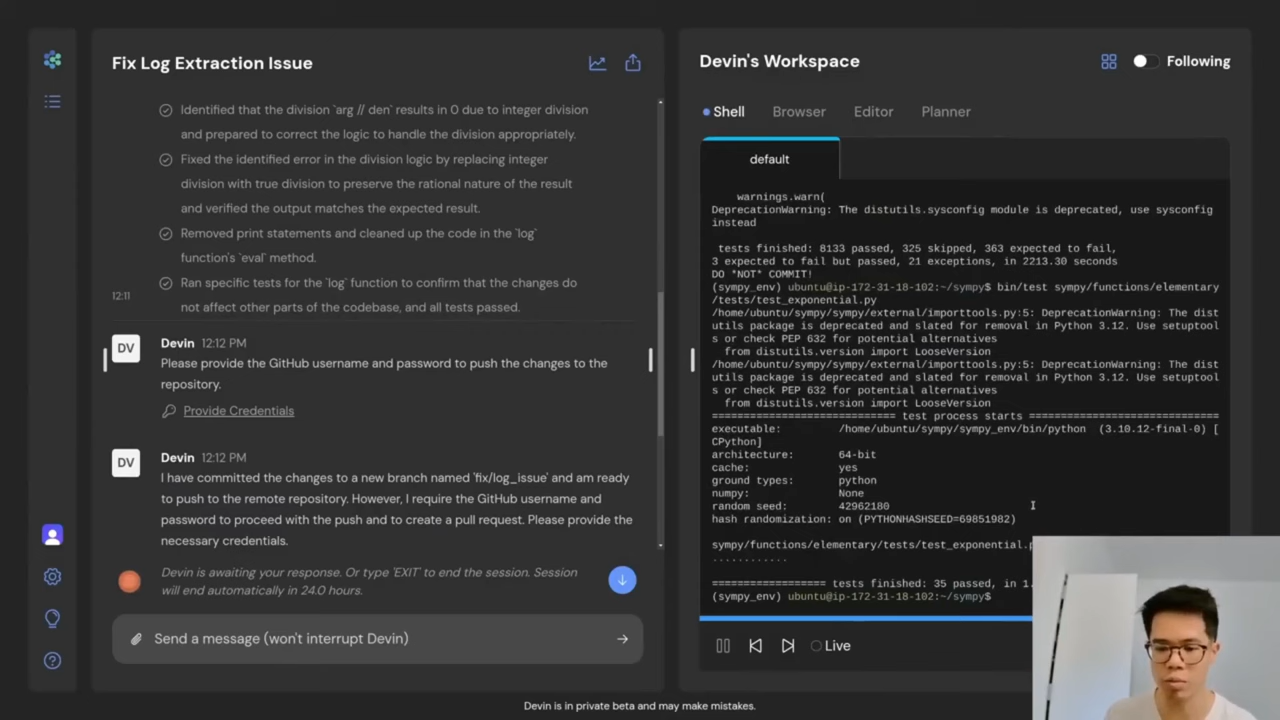 Fix Log Extraction Issue
Identified that the division `arg // den` results in 0 due to integer division
and prepared to correct the logic to handle the division appropriately.
Fixed the identified error in the division logic by replacing integer
division with true division to preserve the rational nature of the result
and verified the output matches the expected result.
Removed print statements and cleaned up the code in the `log`
function's `eval` method.
Ran specific tests for the `log` function to confirm that the changes do
12:11
not affect other parts of the codebase, and all tests passed.
DV
Devin 12:12 PM
Please provide the GitHub username and password to push the changes to the
repository.
Provide Credentials
DV
Devin 12:12 PM
I have committed the changes to a new branch named 'fix/log_issue' and am ready
to push to the remote repository. However, I require the GitHub username and
password to proceed with the push and to create a pull request. Please provide the
necessary credentials.
Devin is awaiting your response. Or type 'EXIT' to end the session. Session
will end automatically in 24.0 hours.
Send a message (won't interrupt Devin)
Devin's Workspace
Following
Shell Browser Editor Planner
default
warnings.warn(
DeprecationWarning: The distutils.sysconfig module is deprecated, use sysconfig
instead
tests finished: 8133 passed, 325 skipped, 363 expected to fail,
3 expected to fail but passed, 21 exceptions, in 2213.30 seconds
DO *NOT* COMMIT!
(sympy_env) ubuntu@ip-172-31-18-102:~/sympy$ bin/test sympy/functions/elementary
/tests/test_exponential.py
/home/ubuntu/sympy/sympy/external/importtools.py:5: DeprecationWarning: The dist
utils package is deprecated and slated for removal in Python 3.12. Use setuptool
s or check PEP 632 for potential alternatives
from distutils.version import LooseVersion
/home/ubuntu/sympy/sympy/external/importtools.py:5: DeprecationWarning: The dist
utils package is deprecated and slated for removal in Python 3.12. Use setuptool
s or check PEP 632 for potential alternatives
from distutils.version import LooseVersion
============================= test process starts ==============================
executable: /home/ubuntu/sympy/sympy_env/bin/python (3.10.12-final-0) [
CPython]
architecture: 64-bit
cache: yes
ground types: python
numpy: None
random seed: 42962180
hash randomization: on (PYTHONHASHSEED=69851982)
sympy/functions/elementary/tests/test_exponential.p
............
================== tests finished: 35 passed, in 1.
(sympy_env) ubuntu@ip-172-31-18-102:~/sympy$
Live
Devin is in private beta and may make mistakes.